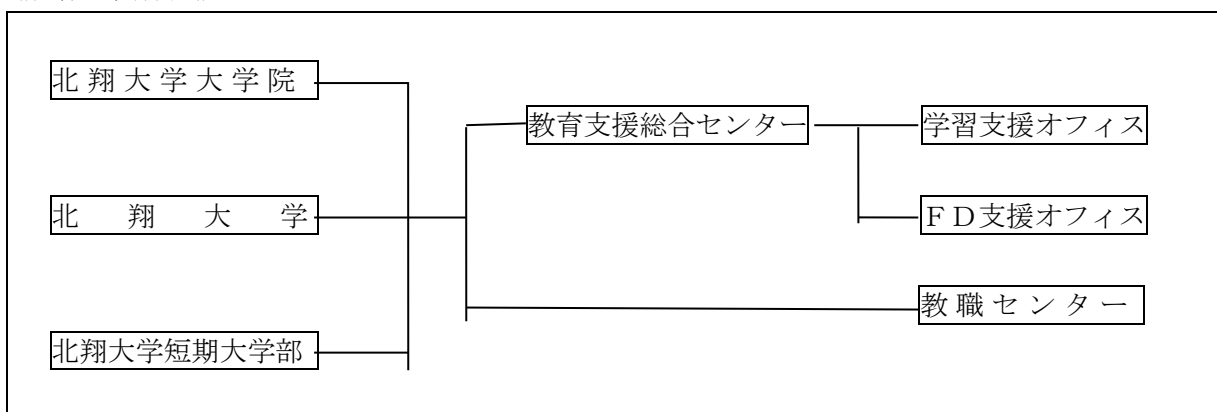 北翔大学大学院
教育支援総合センター
学習支援オフィス
北翔大学
ＦＤ支援オフィス
教職センター
北翔大学短期大学部